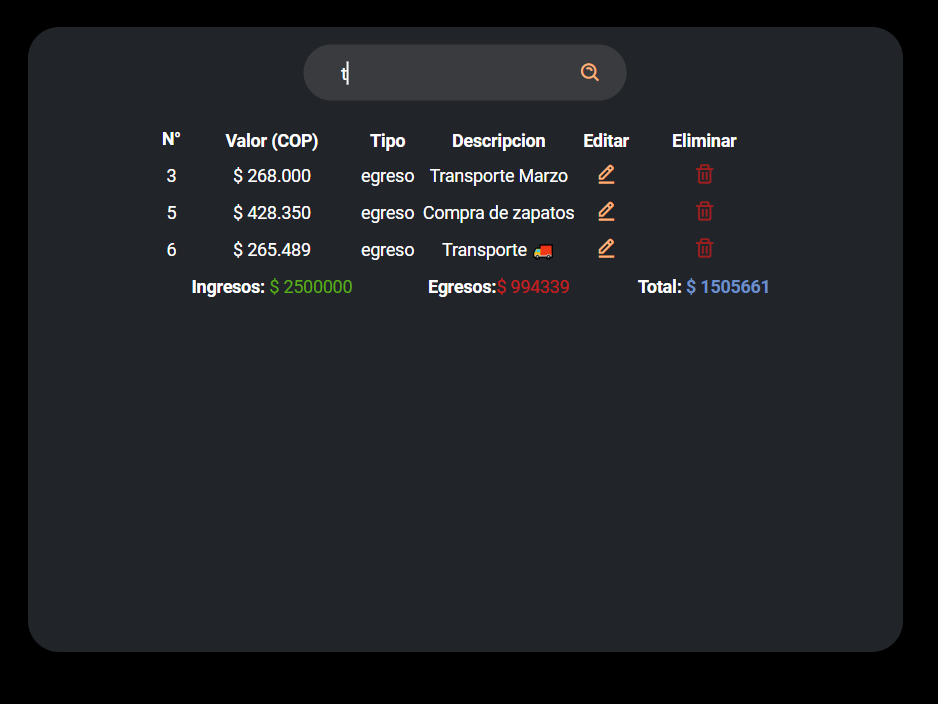 t
N° Valor (COP) Tipo Descripcion Editar Eliminar
3 $ 268.000 egreso Transporte Marzo
5 $ 428.350 egreso Compra de zapatos
6 $ 265.489 egreso Transporte 🚚
Ingresos: $ 2500000 Egresos:$ 994339 Total: $ 1505661